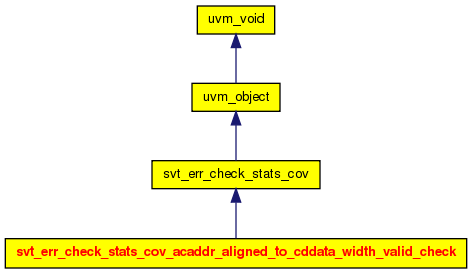 uvm_void
uvm_object
svt_err_check_stats_cov
svt_err_check_stats_cov_acaddr_aligned_to_cddata_width_valid_check